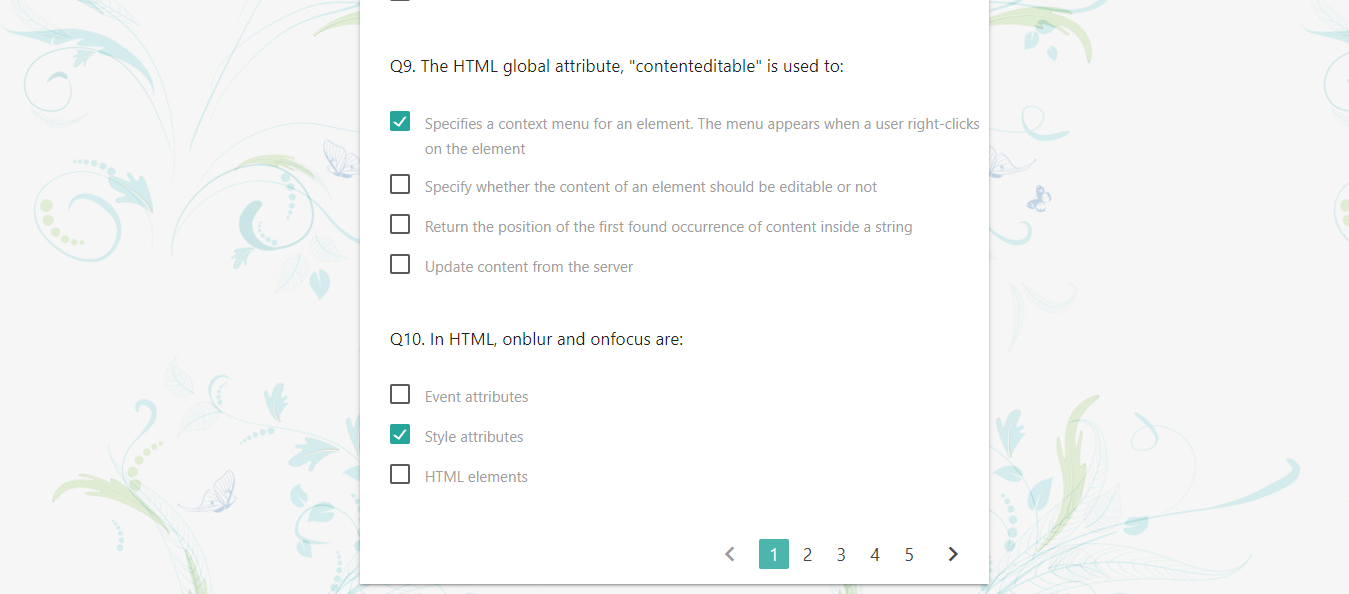 Q9. The HTML global attribute, "contenteditable" is used to:
Specifies a context menu for an element. The menu appears when a user right-clicks
on the element
Specify whether the content of an element should be editable or not
Return the position of the first found occurrence of content inside a string
Update content from the server
Q10. In HTML, onblur and onfocus are:
Event attributes
Style attributes
HTML elements
1 2 3 4 5